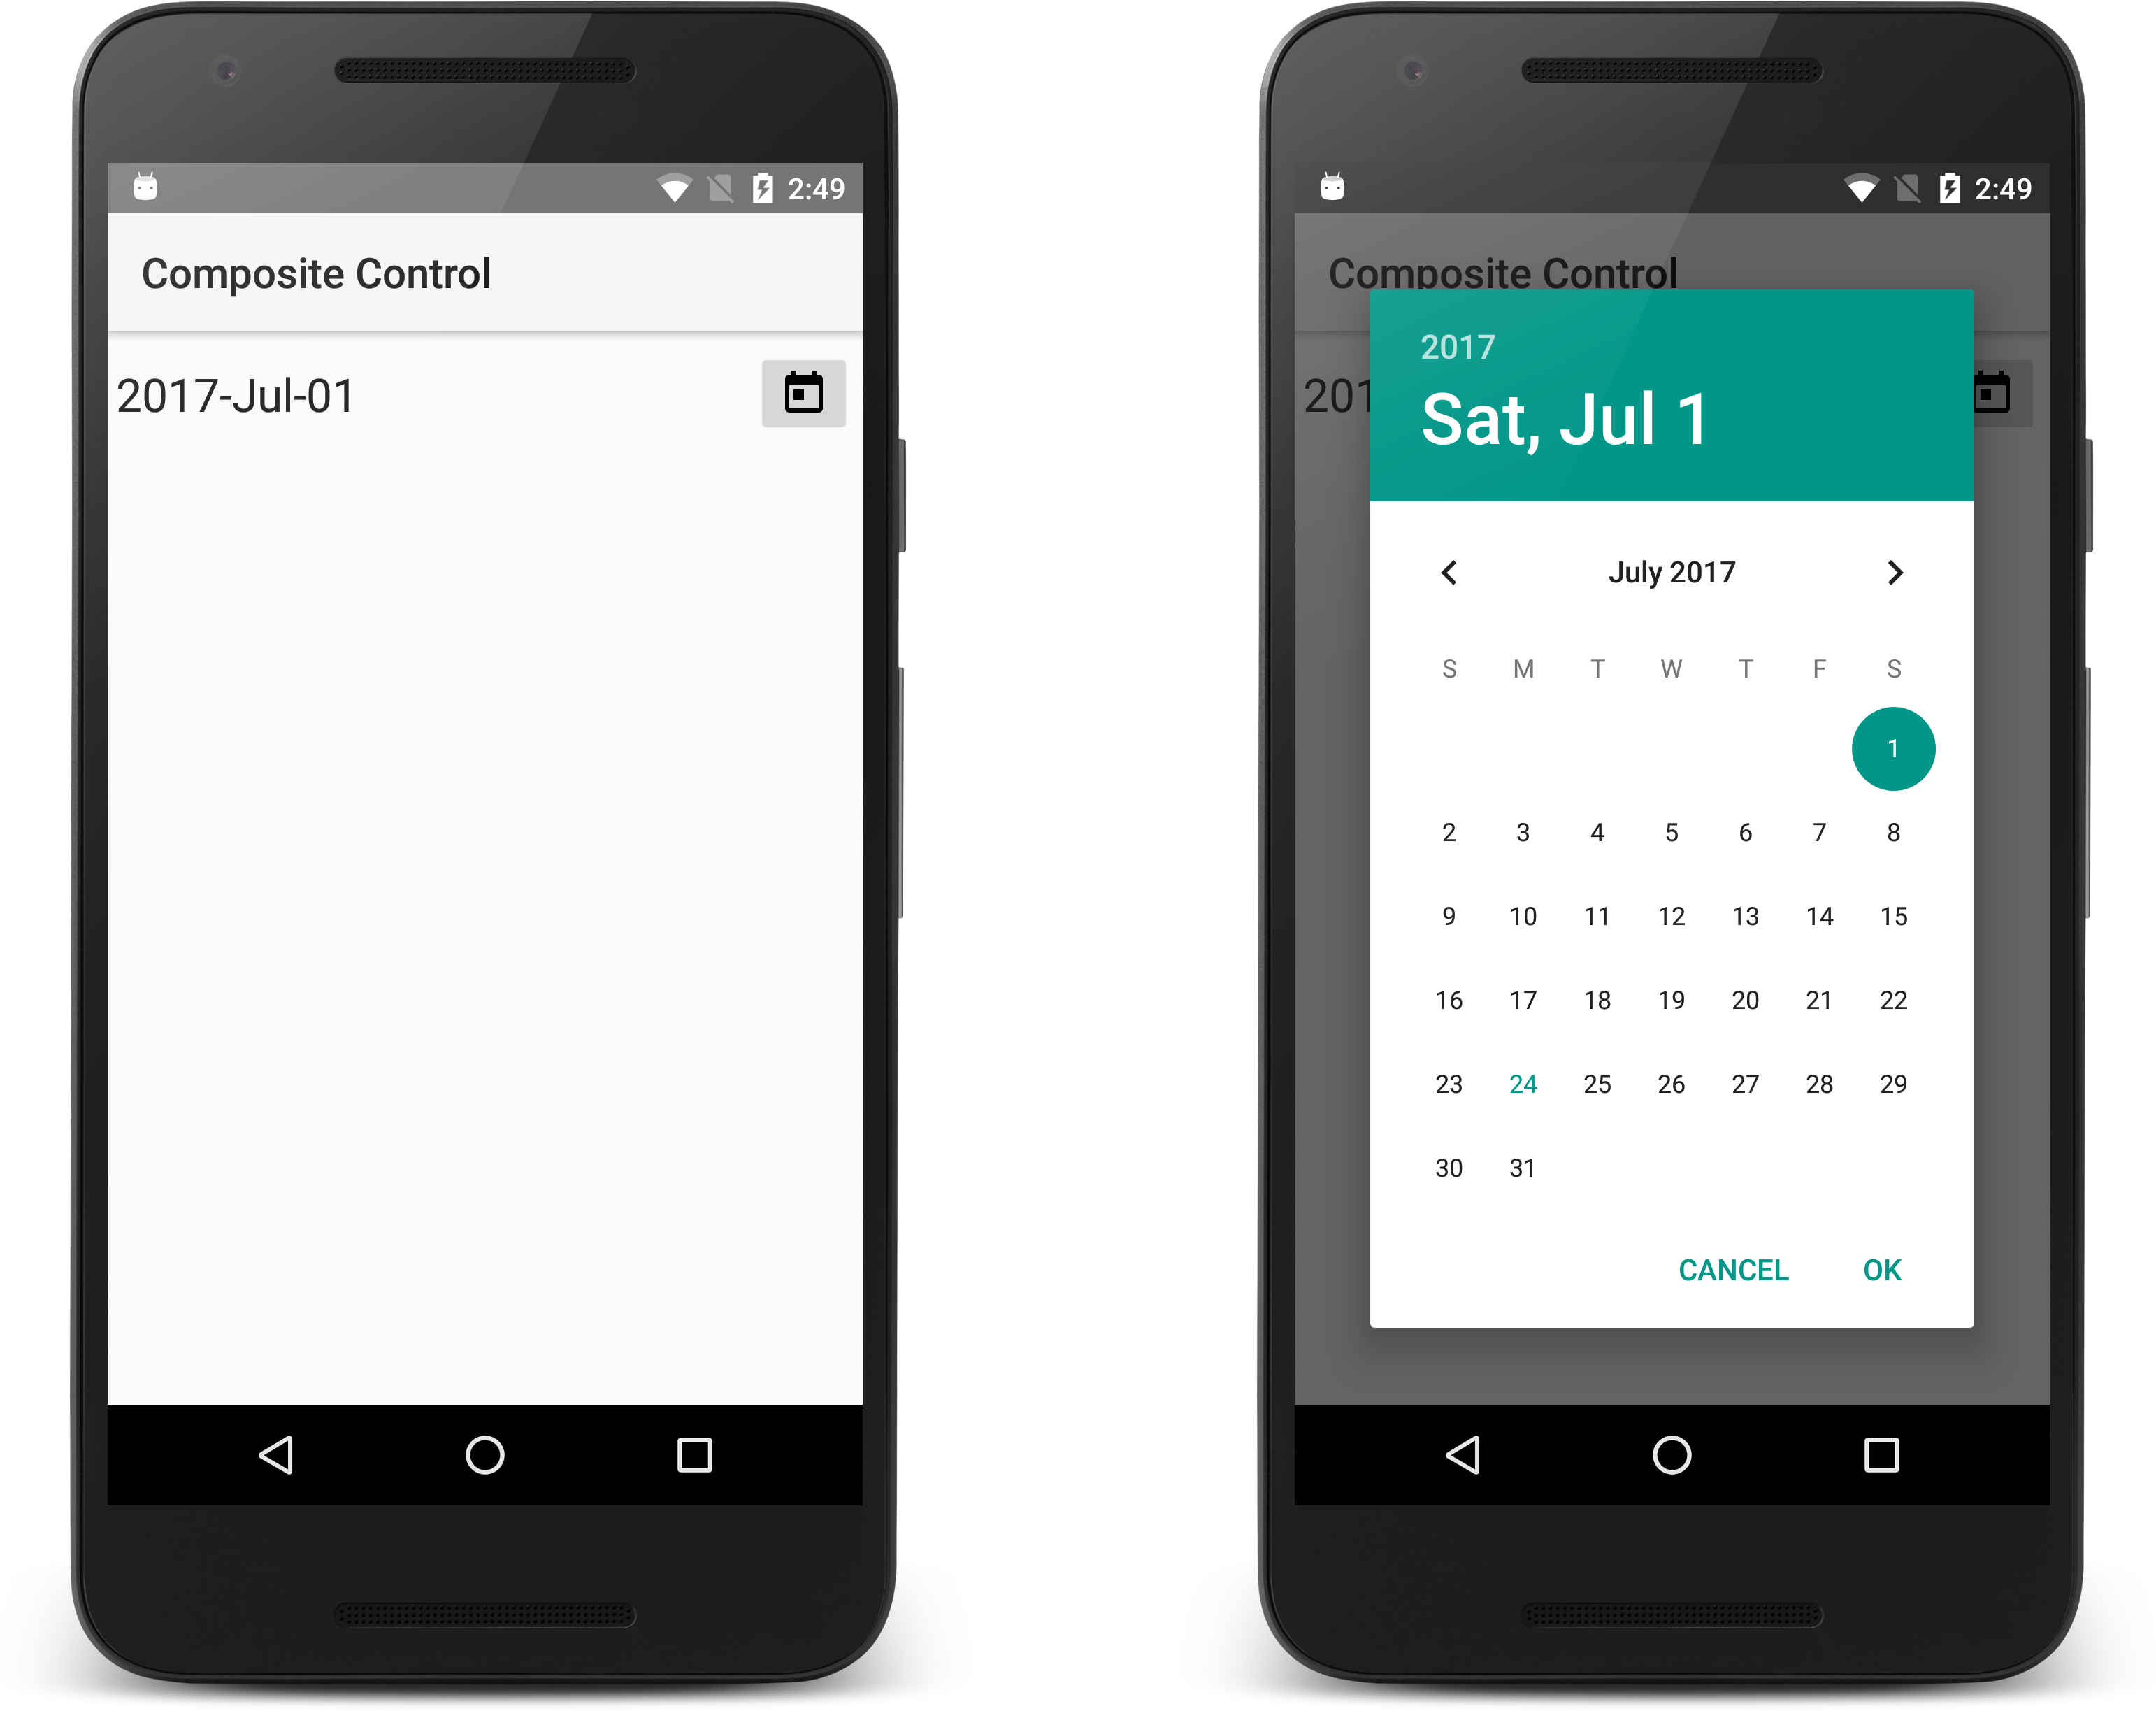 2:49
Composite Control
2017-Jul-01
2:49
Composite Control
201
2017
Sat, Jul 1
July 2017
S M T W T F S
1
2 3 4 5 6 7 8
9 10 11 12 13 14 15
16 17 18 19 20 21 22
23 24 25 26 27 28 29
30 31
CANCEL OK